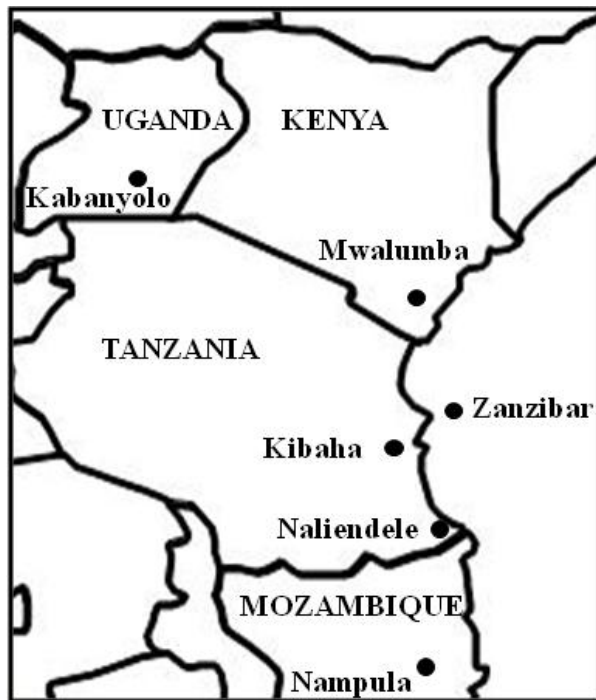 UGANDA
KENYA
Kabanyolo
Mwalumba
TANZANIA
Zanzibar
Kibaha
Naliendele
MOZAMBIQUE
Nampula